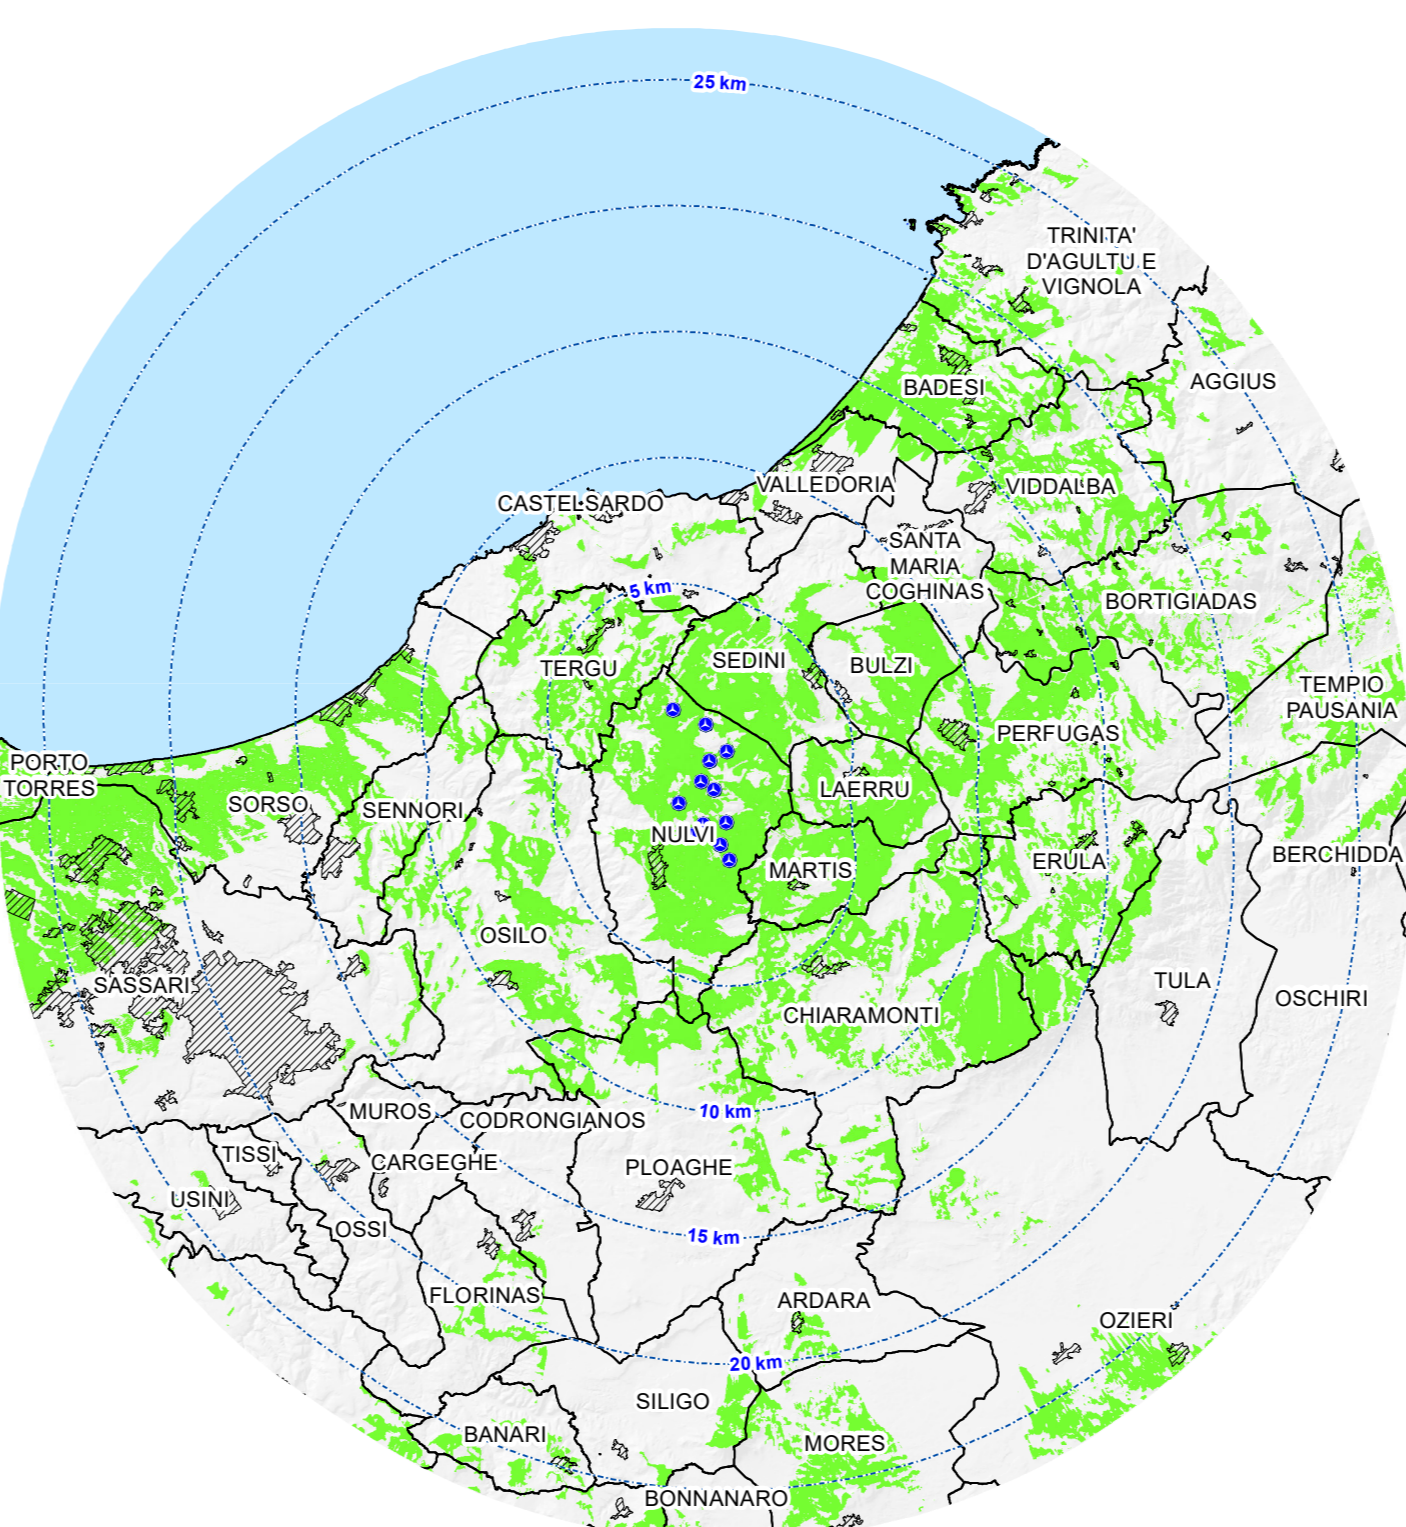 25 km
TRINITA'
D'AGULTU E
VIGNOLA
AGGIUS
BADESI
VALLEDORIA
VIDDALBA
CASTELSARDO
SANTA
MARIA
COGHINAS
5 km
BORTIGIADAS
TERGU
SEDINI
BULZI
TEMPIO
PAUSANIA
PERFUGAS
PORTO
TORRES
SORSO
SENNORI
LAERRU
NULVI
MARTIS
ERULA
BERCHIDDA
OSILO
SASSARI
TULA
OSCHIRI
CHIARAMONTI
MUROS
10 km
CODRONGIANOS
TISSI
CARGEGHE
PLOAGHE
USINI
OSSI
15 km
FLORINAS
ARDARA
OZIERI
20 km
SILIGO
BANARI
MORES
BONNANARO